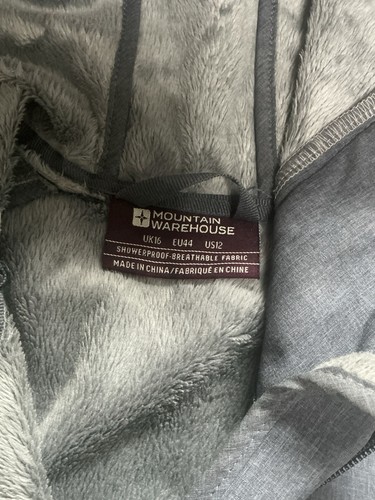 MOUNTAIN
WAREHOUSE
UK16 EU44 US12
SHOWERPROOF-BREATHABLE FABRIC
MADE IN CHINA/FABRIQUÉ EN CHINE